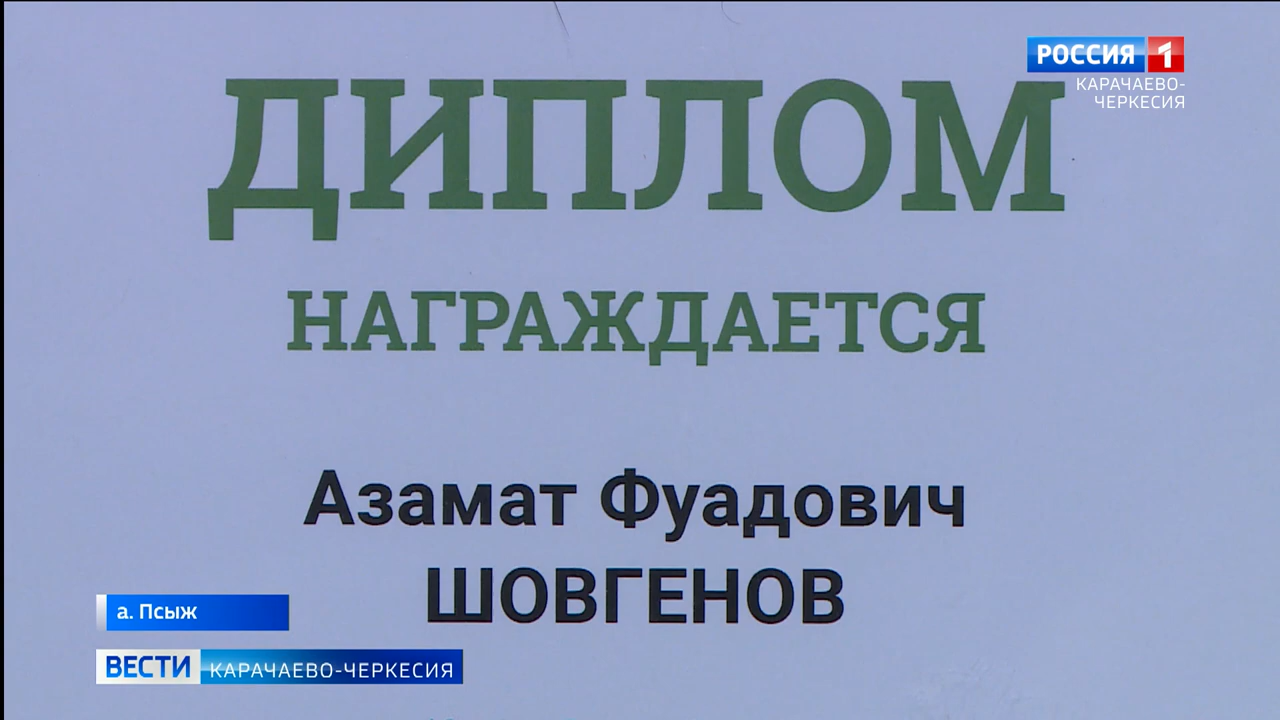 РОССИЯ 1
КАРАЧАЕВО-
ЧЕРКЕСИЯ
ДИПЛОМ
НАГРАЖДАЕТСЯ
Азамат Фуадович
ШОВГЕНОВ
а. Псыж
ВЕСТИ КАРАЧАЕВО-ЧЕРКЕСИЯ